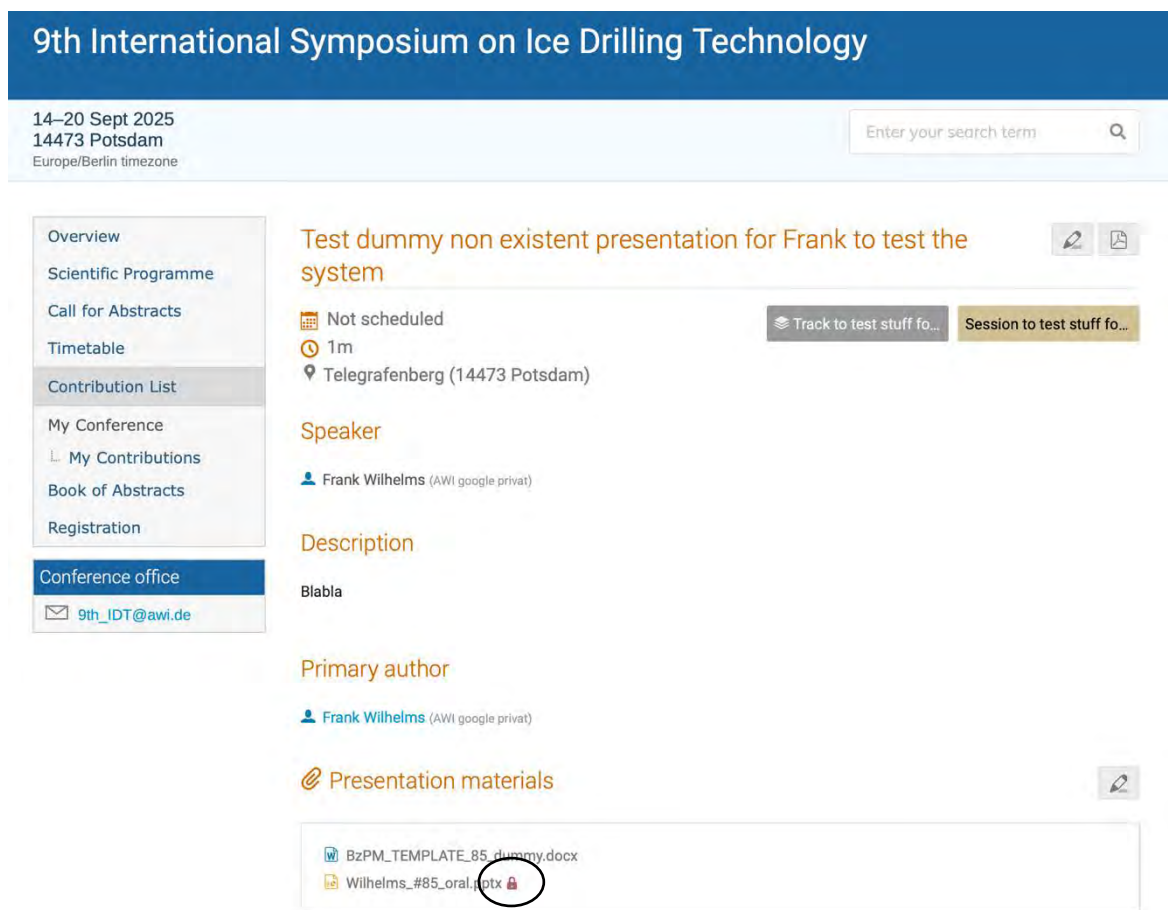 9th International Symposium on Ice Drilling Technology
14–20 Sept 2025
14473 Potsdam
Europe/Berlin timezone
Enter your search term
Overview
Scientific Programme
Call for Abstracts
Timetable
Contribution List
My Conference
My Contributions
Book of Abstracts
Registration
Conference office
9th_IDT@awi.de
Test dummy non existent presentation for Frank to test the
system
Not scheduled
Track to test stuff fo...
Session to test stuff fo...
1m
Telegrafenberg (14473 Potsdam)
Speaker
Frank Wilhelms (AWI google privat)
Description
Blabla
Primary author
Frank Wilhelms (AWI google privat)
Presentation materials
BzPM_TEMPLATE_85_dummy.docx
Wilhelms_#85_oral.pptx